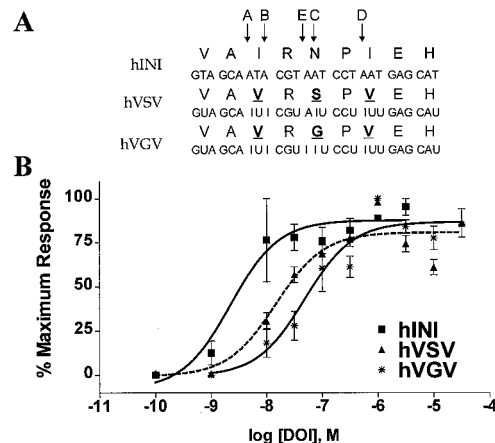 A
A B E C D
V A I R N P I E H
hINI
GTA GCA ATA CGT AAT CCT AAT GAG CAT
V A V R S P V E H
hVSV
GUA GCA IUI CGU AIU CCU IUU GAG CAU
V A V R G P V E H
hVGV
GUA GCA IUI CGU IIU CCU IUU GAG CAU
B
% Maximum Response
100
75
50
25
0
hINI
hVSV
hVGV
-11 -10 -9 -8 -7 -6 -5 -4
log [DOI], M